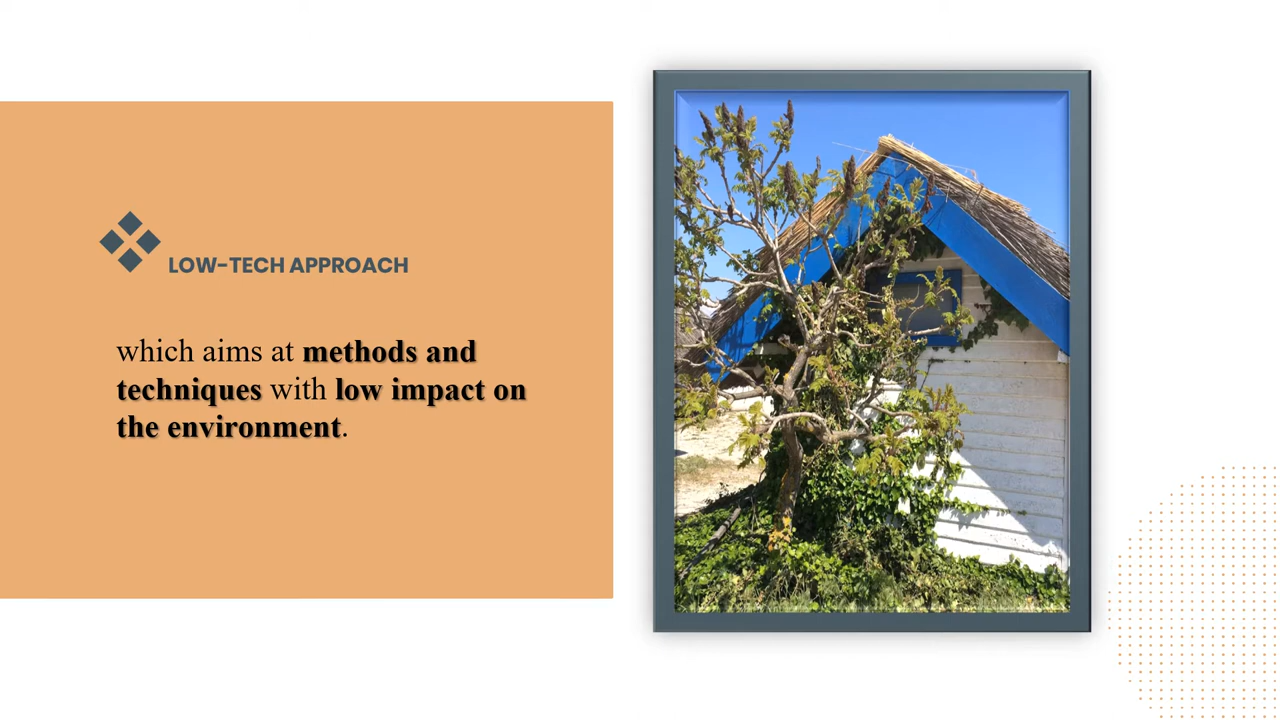 LOW-TECH APPROACH
which aims at methods and
techniques with low impact on
the environment.